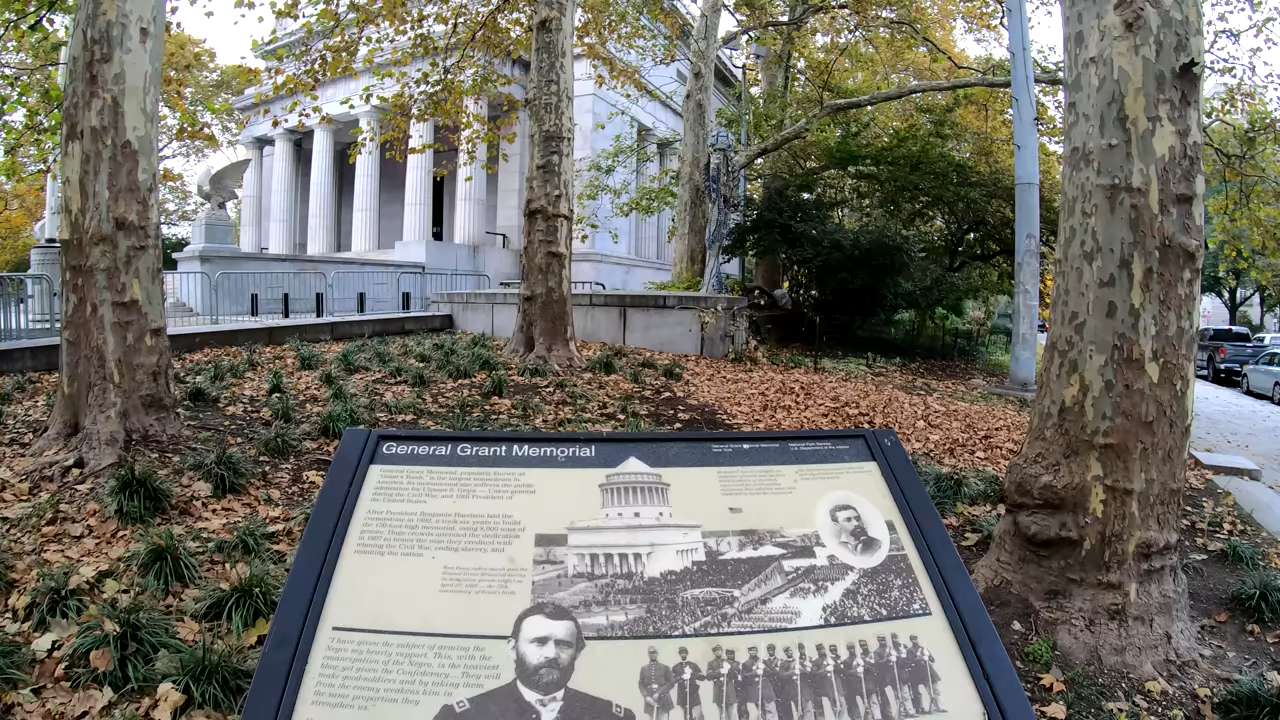 General Grant Memorial
General Grant Memorial
New York
National Park Service
U.S. Department of the Interior
General Grant Memorial, popularly known as
"Grant's Tomb," is the largest mausoleum in
America. Its monumental size reflects the public
admiration for Ulysses S. Grant — Union general
during the Civil War, and 18th President of
the United States.
After President Benjamin Harrison laid the
cornerstone in 1892, it took six years to build
the 150-foot-high memorial, using 8,000 tons of
granite. Huge crowds attended the dedication
in 1897 to honor the man they credited with
winning the Civil War, ending slavery, and
reuniting the nation.
"I have given the subject of arming the
Negro my hearty support. This, with the
emancipation of the Negro, is the heaviest
blow yet given the Confederacy... They will
make good soldiers and by taking them
from the enemy weakens him in
the same proportion they
strengthen us."